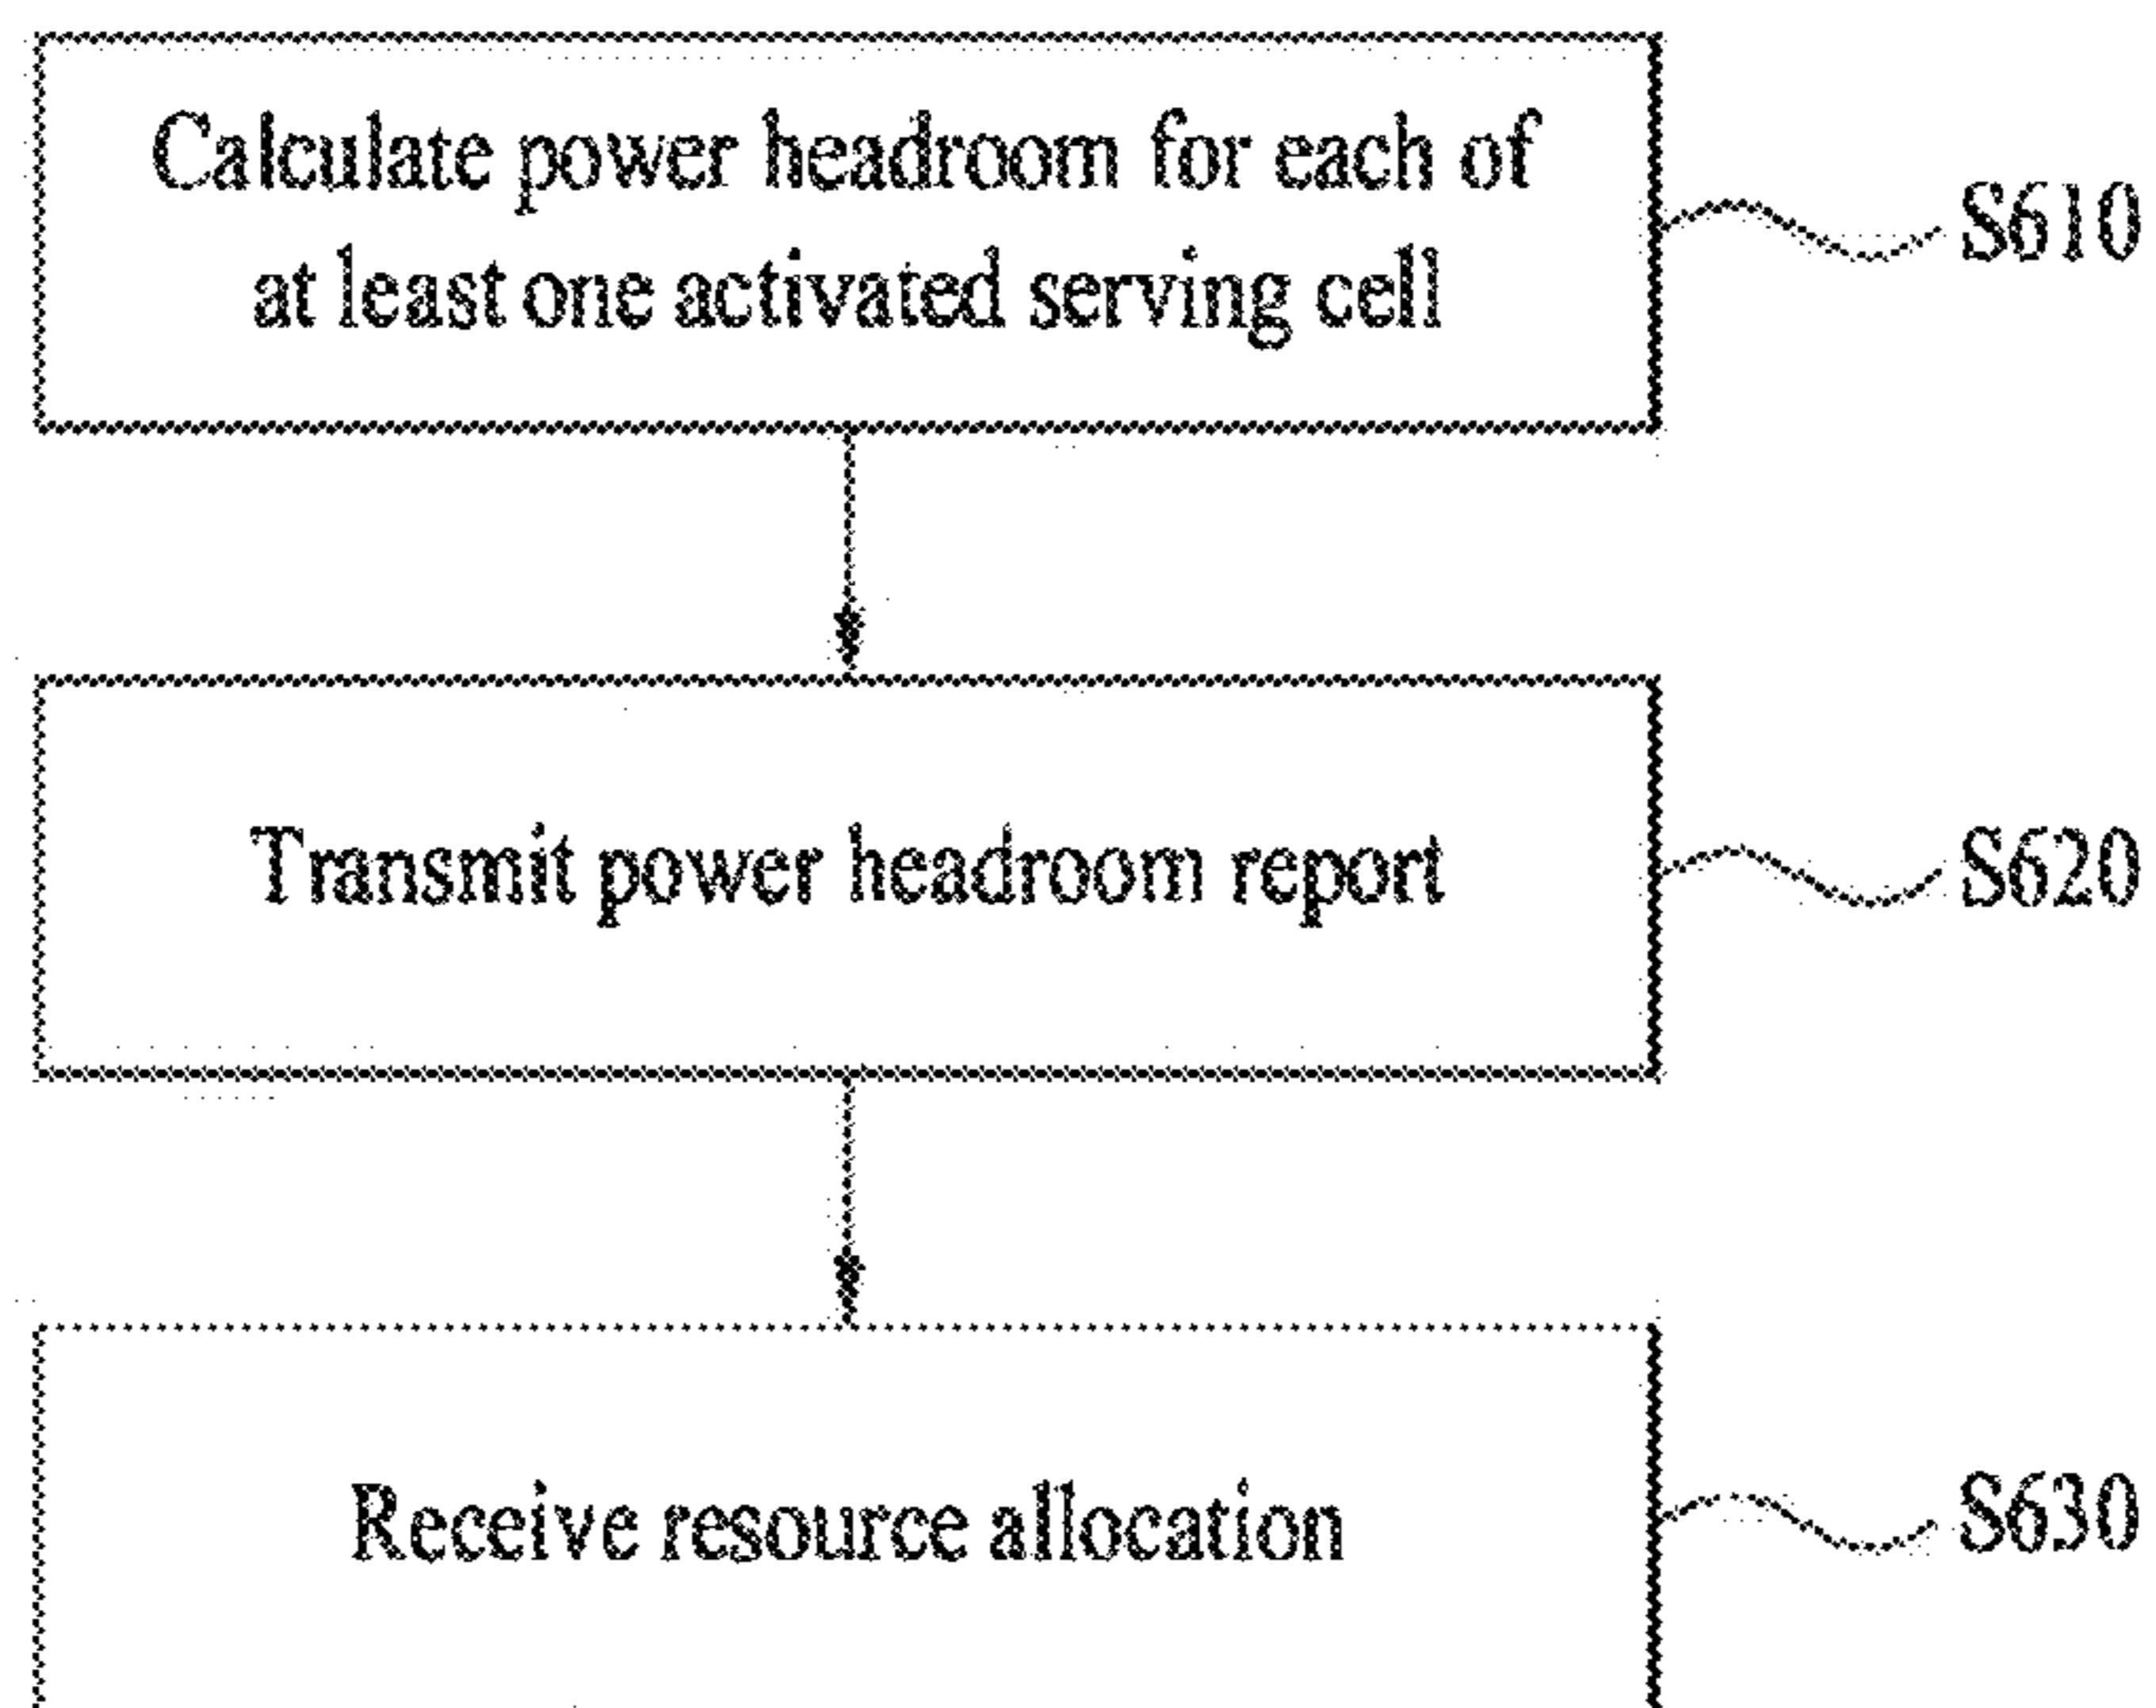 Calculate power headroom for each of
at least one activated serving cell
S610
Transmit power headroom report
S620
Receive resource allocation
S630